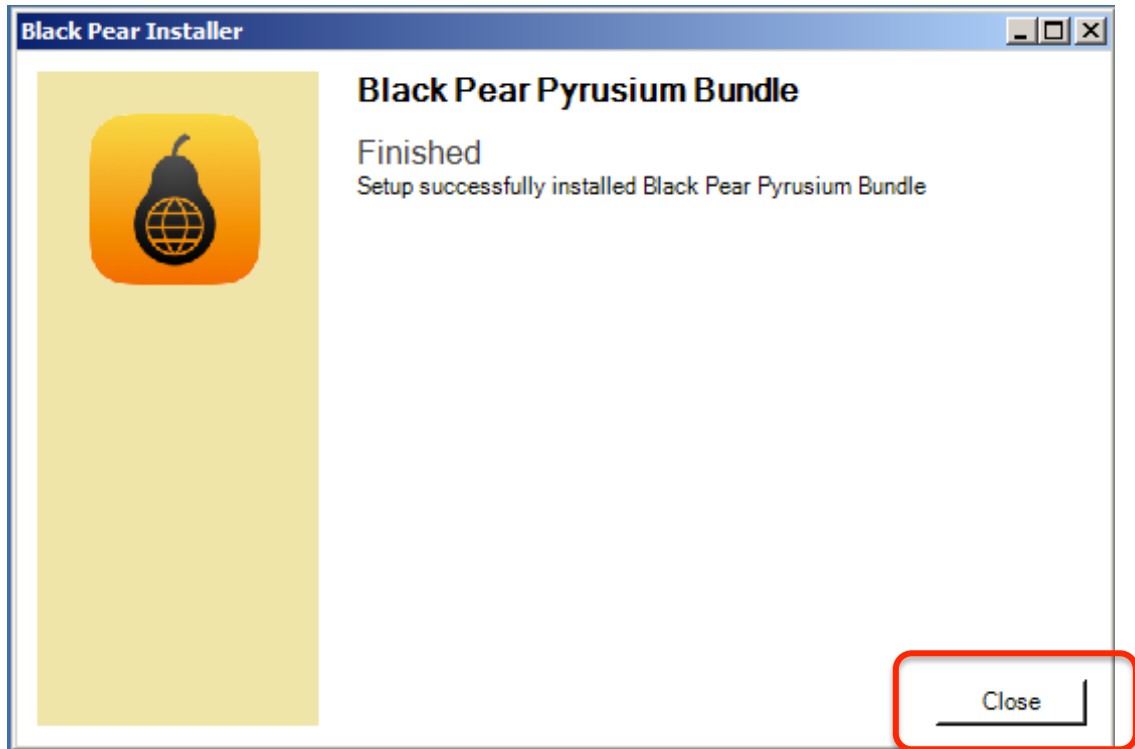 Black Pear Installer
Black Pear Pyrusium Bundle
Finished
Setup successfully installed Black Pear Pyrusium Bundle
Close